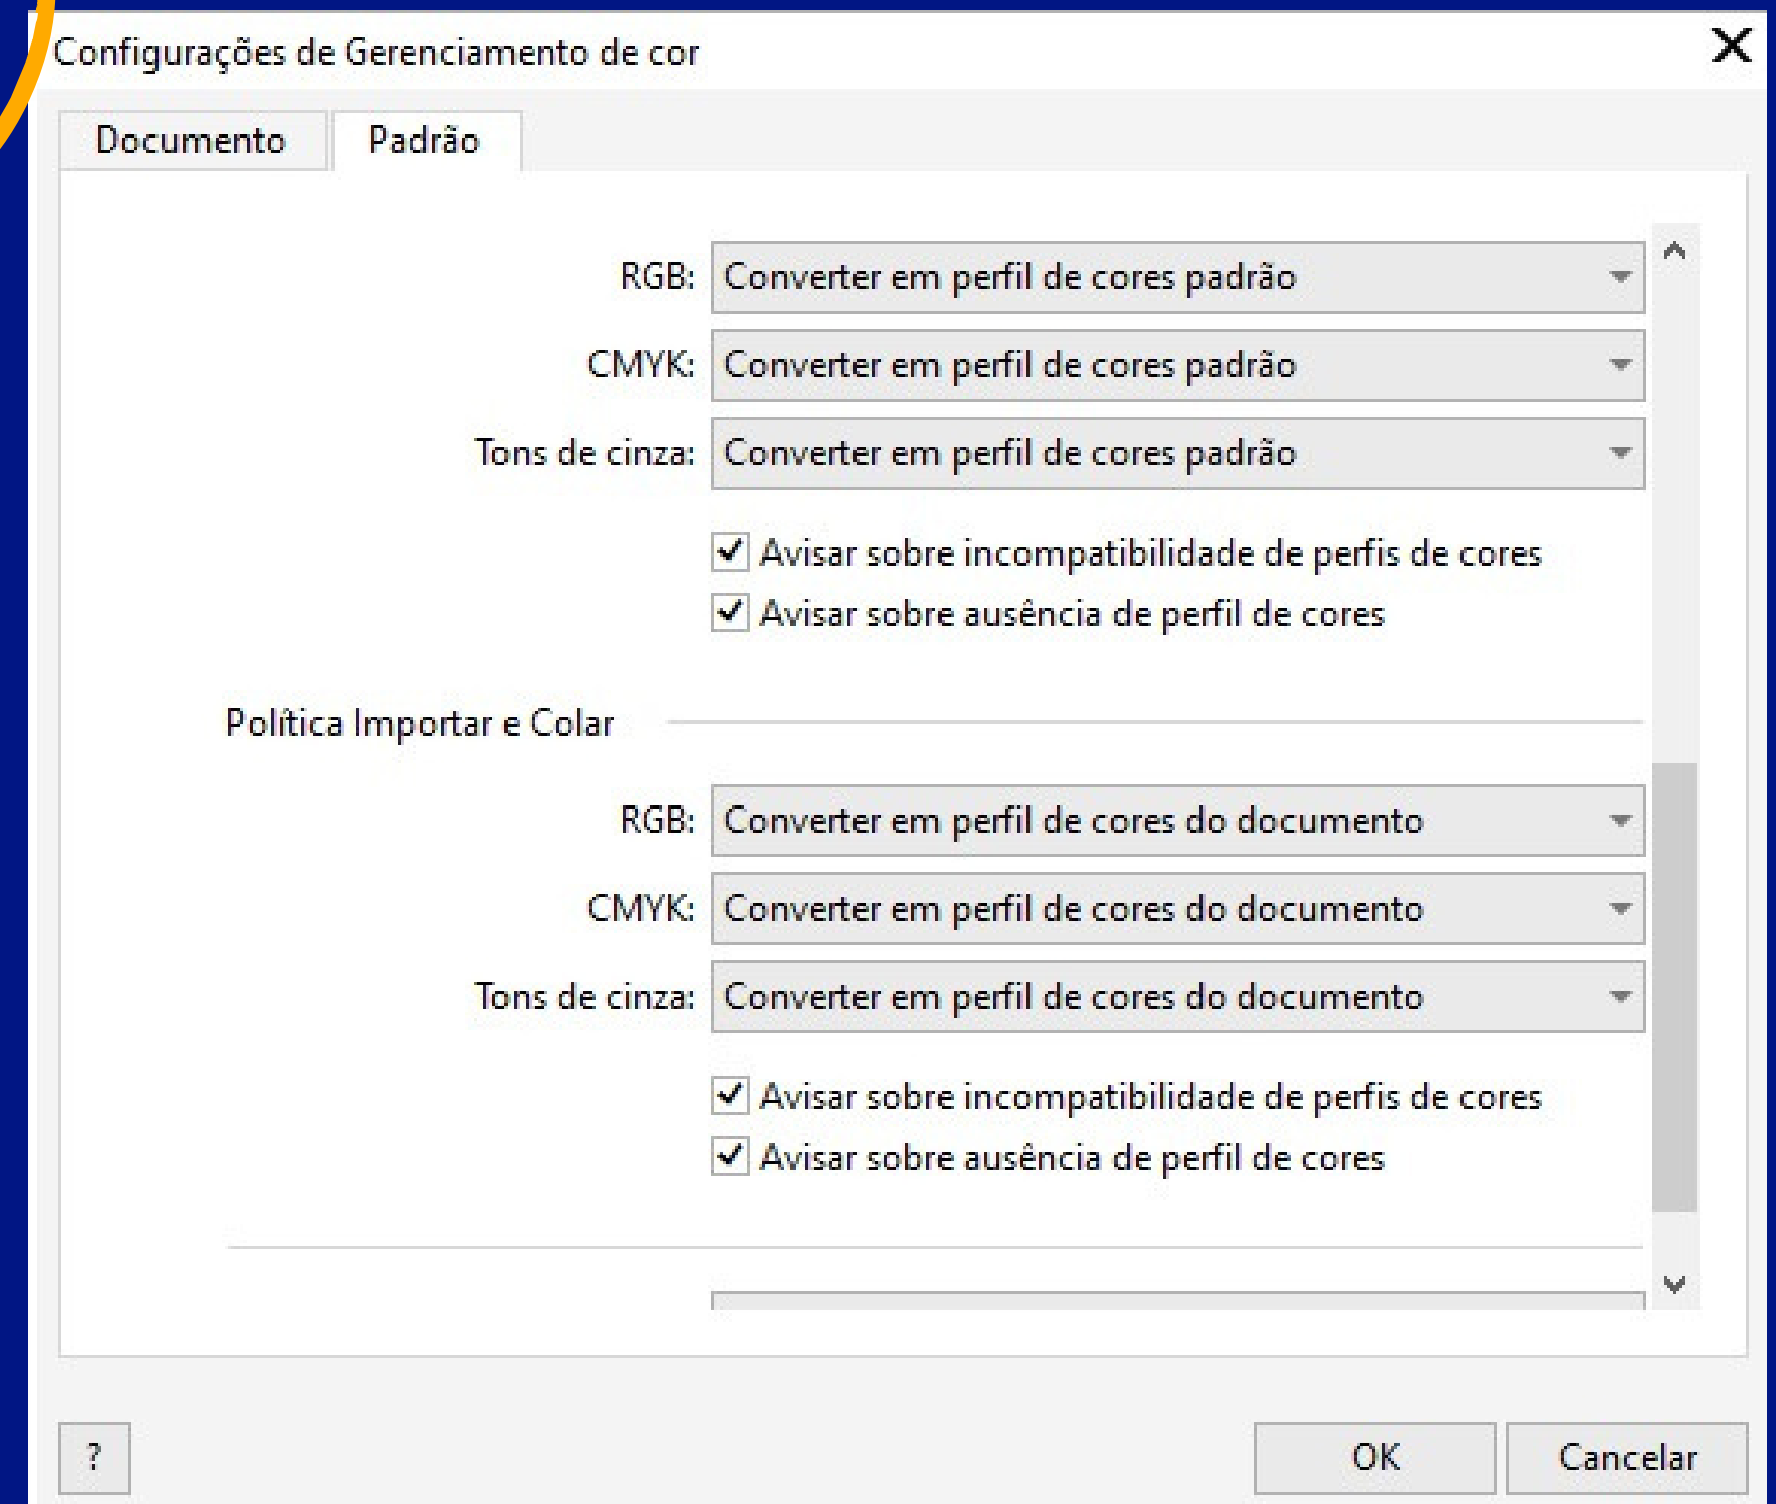 Configurações de Gerenciamento de cor
Documento Padrão
RGB: Converter em perfil de cores padrão
CMYK: Converter em perfil de cores padrão
Tons de cinza: Converter em perfil de cores padrão
Avisar sobre incompatibilidade de perfis de cores
Avisar sobre ausência de perfil de cores
Política Importar e Colar
RGB: Converter em perfil de cores do documento
CMYK: Converter em perfil de cores do documento
Tons de cinza: Converter em perfil de cores do documento
Avisar sobre incompatibilidade de perfis de cores
Avisar sobre ausência de perfil de cores
? OK Cancelar